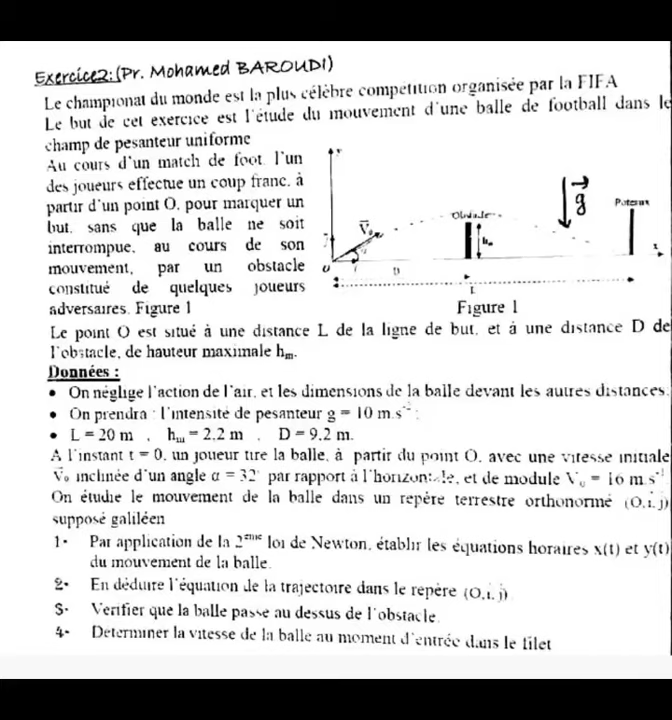 Exercice2:(Pr. Mohamed BAROUDI)
Le championat du monde est la plus célèbre compétition organisée par la FIFA
Le but de cet exercice est l'étude du mouvement d'une balle de football dans le
champ de pesanteur uniforme
Au cours d'un match de foot l'un
des joueurs effectue un coup franc, à
partir d'un point O, pour marquer un
but, sans que la balle ne soit
interrompue, au cours de son
mouvement, par un obstacle
constitué de quelques joueurs
adversaires. Figure 1
y
V₀
α
Obstacle
hₘ
g
Poteaux
x
O
D
L
Figure 1
Le point O est situé à une distance L de la ligne de but, et à une distance D de
l'obstacle, de hauteur maximale hₘ.
Données :
• On néglige l'action de l'air, et les dimensions de la balle devant les autres distances.
• On prendra : l'intensité de pesanteur g = 10 m.s⁻² ;
• L = 20 m , hₘ = 2,2 m , D = 9.2 m.
A l'instant t = 0, un joueur tire la balle, à partir du point O, avec une vitesse initiale
V⃗₀ inclinée d'un angle α = 32° par rapport à l'horizontale, et de module V₀ = 16 m.s⁻¹
On étudie le mouvement de la balle dans un repère terrestre orthonormé (O,i,j)
supposé galiléen
1- Par application de la 2ᵉᵐᵉ loi de Newton, établir les équations horaires x(t) et y(t)
du mouvement de la balle.
2- En déduire l'équation de la trajectoire dans le repère (O,i,j)
3- Vérifier que la balle passe au dessus de l'obstacle.
4- Déterminer la vitesse de la balle au moment d'entrée dans le filet